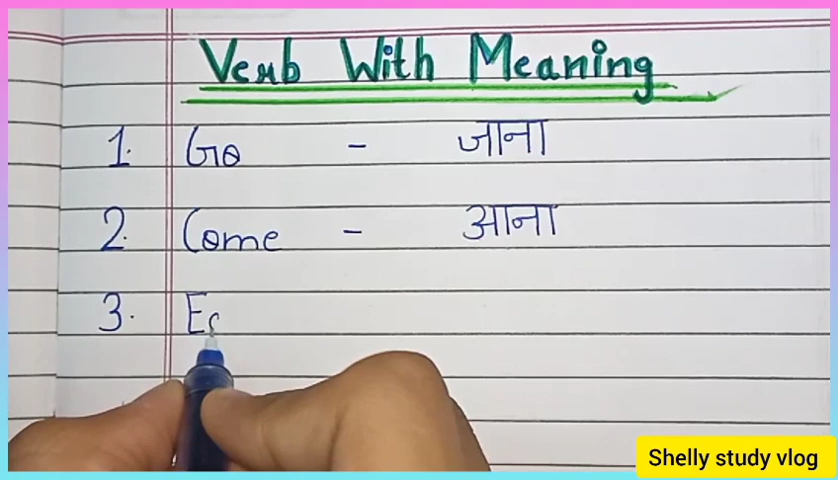 Verb With Meaning
1. Go - जाना
2. Come - आना
3. E
Shelly study vlog